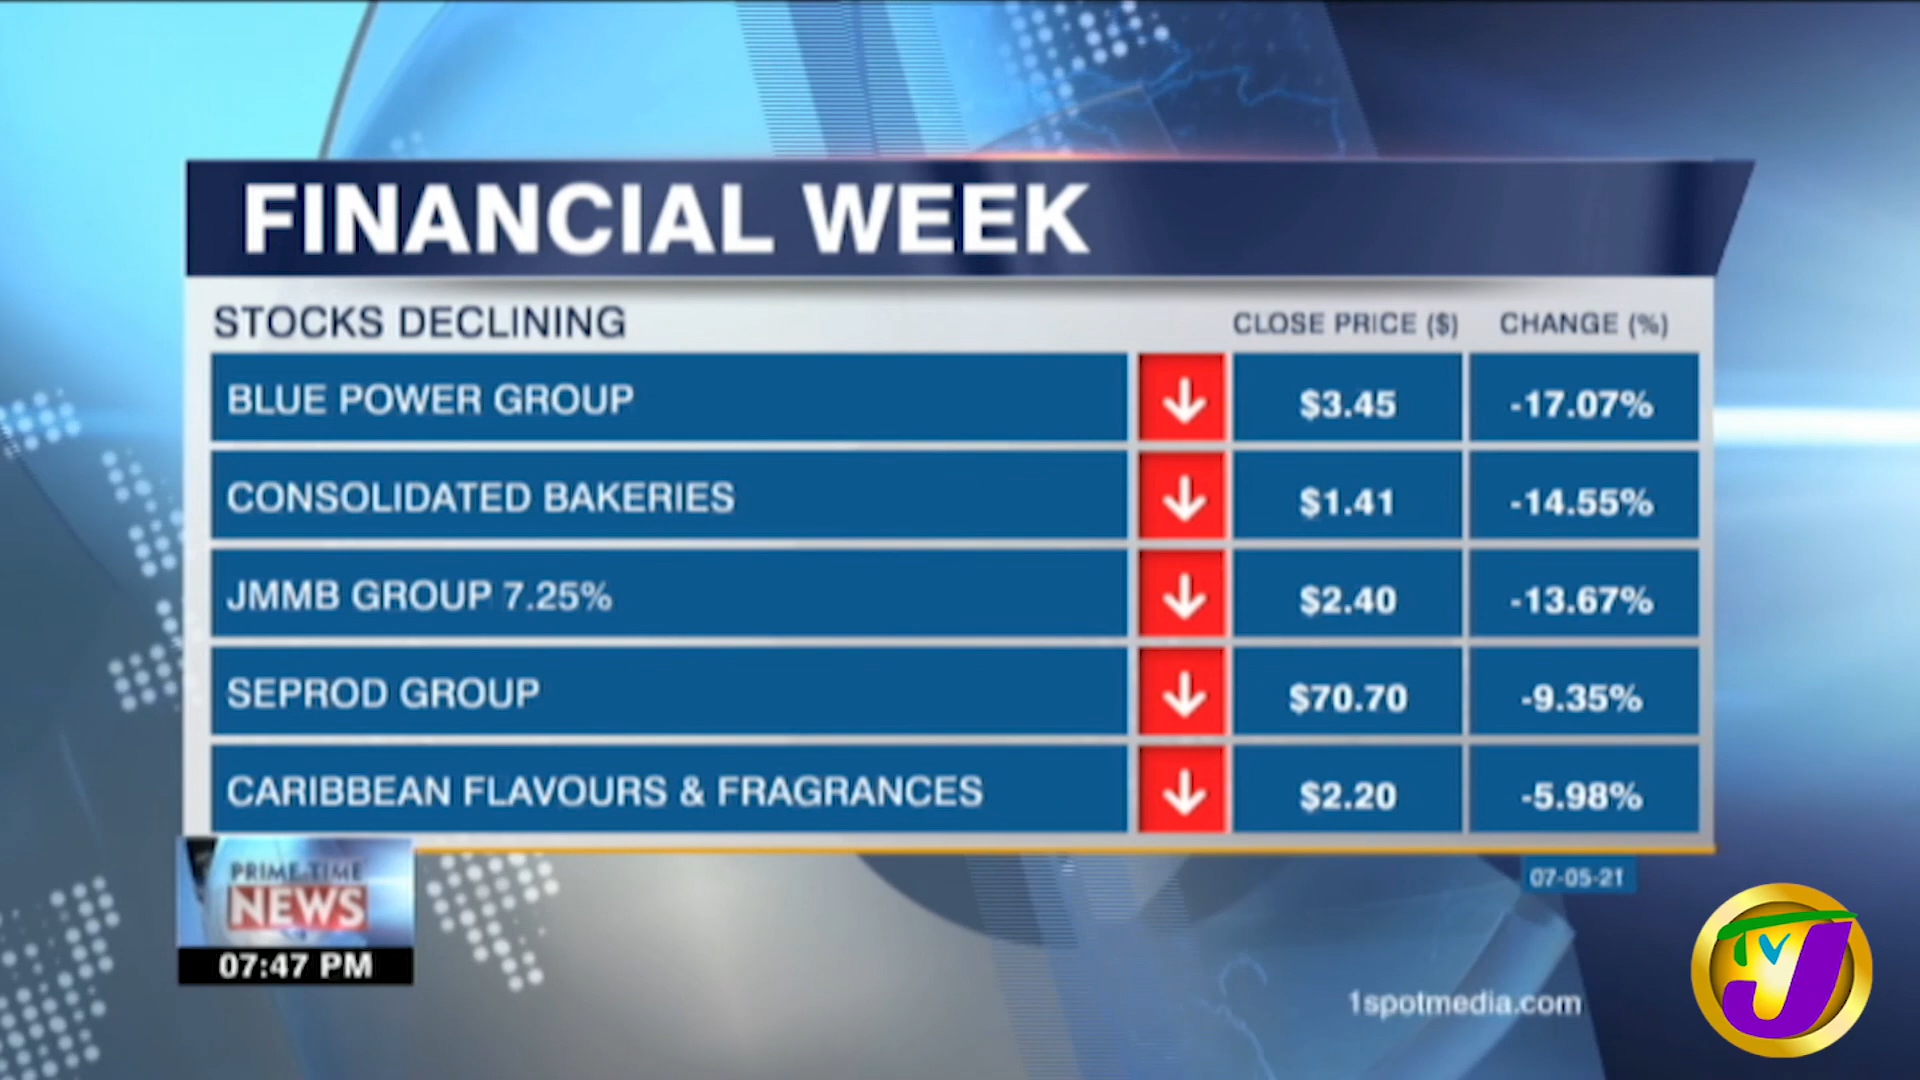 FINANCIAL WEEK
STOCKS DECLINING CLOSE PRICE ($) CHANGE (%)
BLUE POWER GROUP $3.45 -17.07%
CONSOLIDATED BAKERIES $1.41 -14.55%
JMMB GROUP 7.25% $2.40 -13.67%
SEPROD GROUP $70.70 -9.35%
CARIBBEAN FLAVOURS & FRAGRANCES $2.20 -5.98%
PRIME-TIME
NEWS
07:47 PM
07-05-21
1spotmedia.com
TVJ